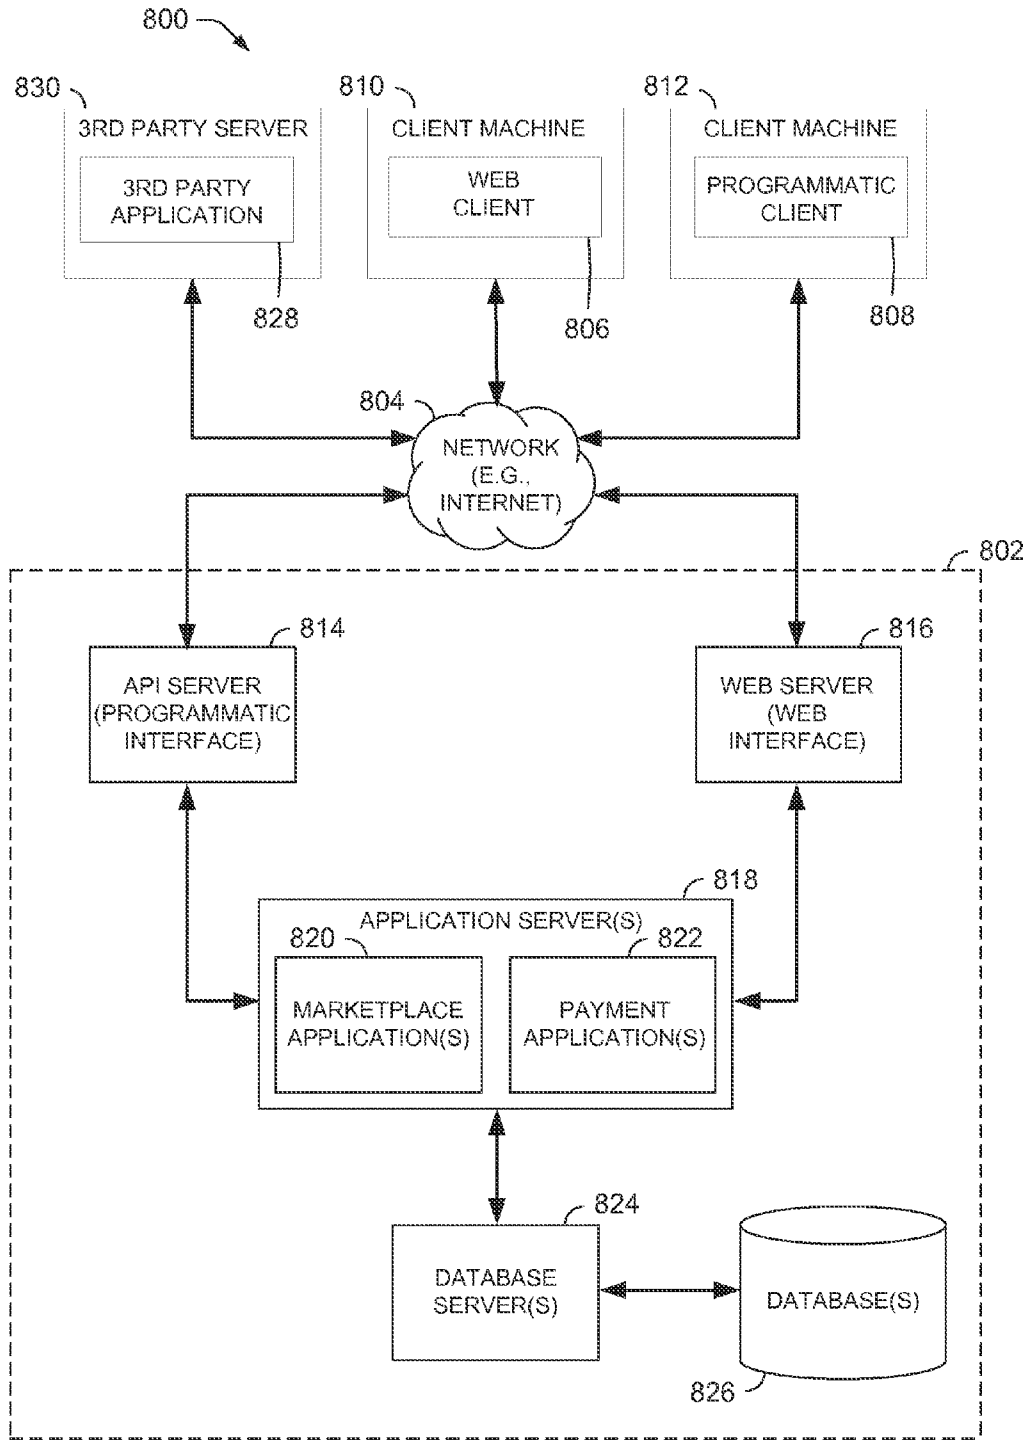 800
830
810
812
3RD PARTY SERVER
CLIENT MACHINE
CLIENT MACHINE
3RD PARTY
APPLICATION
WEB
CLIENT
PROGRAMMATIC
CLIENT
828
806
808
804
NETWORK
(E.G.,
INTERNET)
802
814
816
API SERVER
(PROGRAMMATIC
INTERFACE)
WEB SERVER
(WEB
INTERFACE)
818
APPLICATION SERVER(S)
820
822
MARKETPLACE
APPLICATION(S)
PAYMENT
APPLICATION(S)
824
DATABASE
SERVER(S)
DATABASE(S)
826